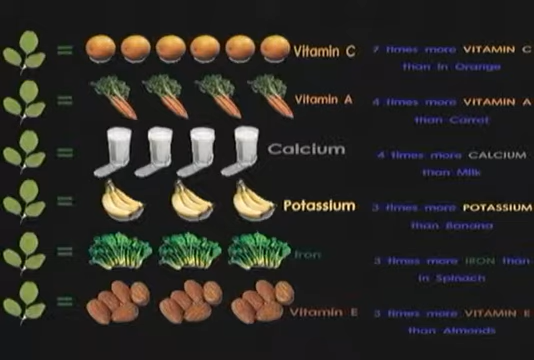 Vitamin C
7 times more VITAMIN C
than in Orange
Vitamin A
4 times more VITAMIN A
than Carrot
Calcium
4 times more CALCIUM
than Milk
Potassium
3 times more POTASSIUM
than Banana
Iron
3 times more IRON than
in Spinach
Vitamin E
3 times more VITAMIN E
than Almonds